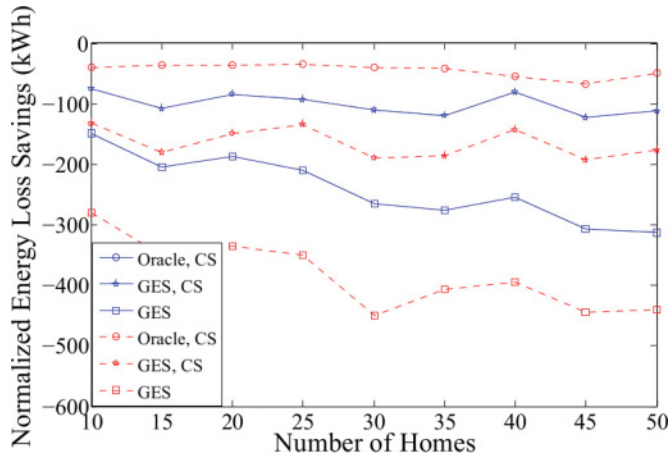 Normalized Energy Loss Savings (kWh)
0
−100
−200
−300
−400
−500
−600
Oracle, CS
GES, CS
GES
Oracle, CS
GES, CS
GES
10 15 20 25 30 35 40 45 50
Number of Homes